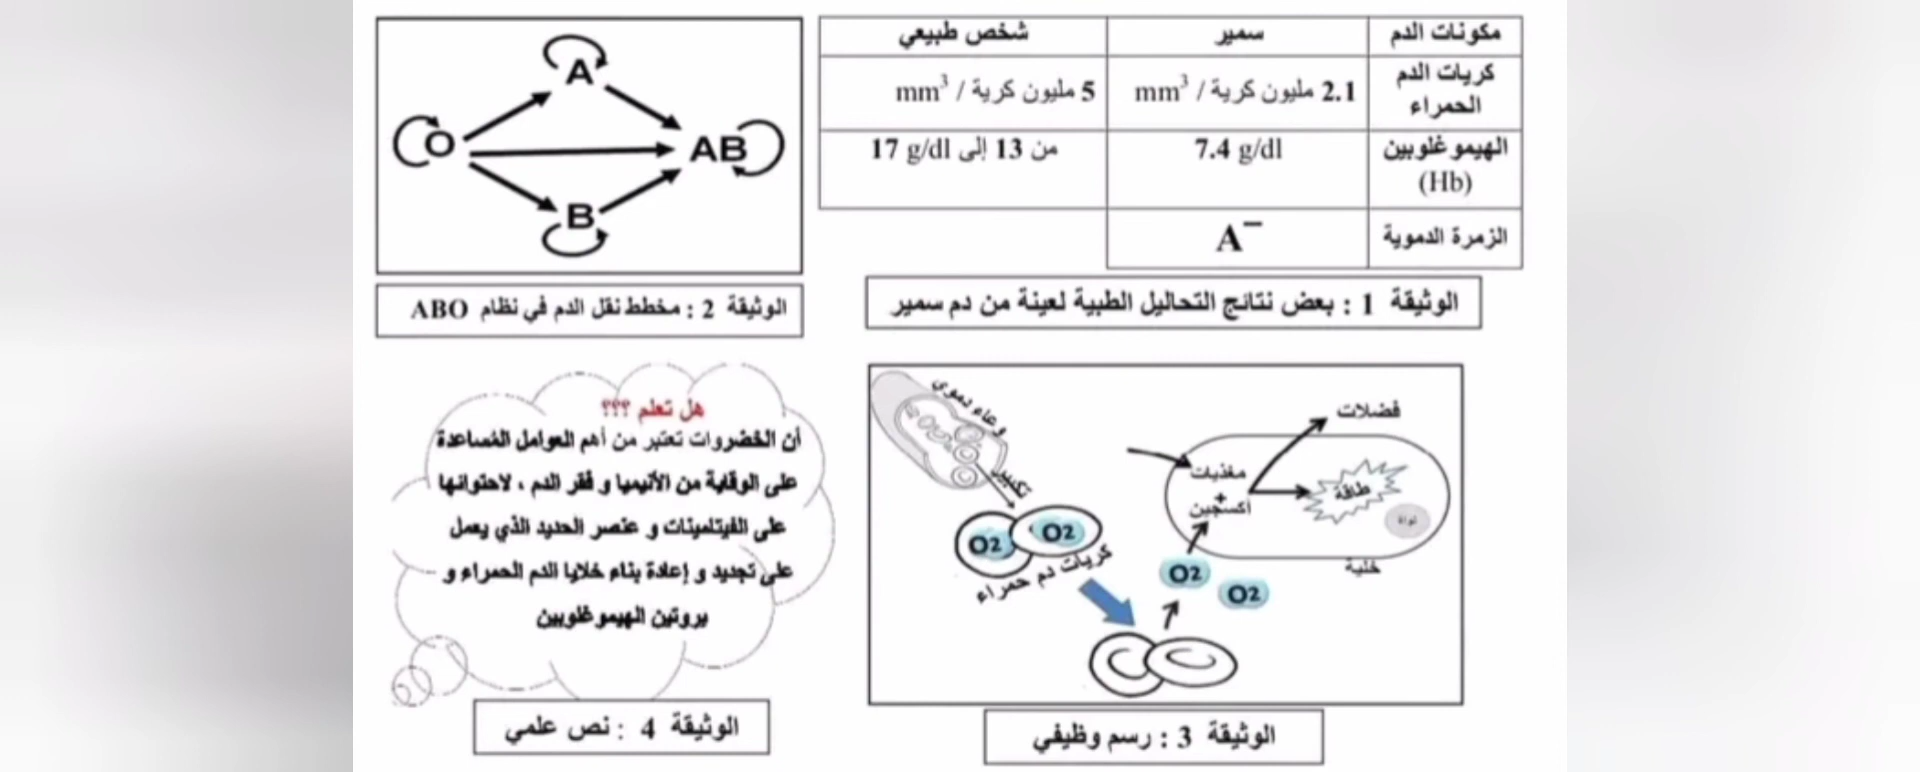 مكونات الدم	سمير	شخص طبيعي
كريات الدم الحمراء	2.1 مليون كرية / mm³	5 مليون كرية / mm³
الهيموغلوبين (Hb)	7.4 g/dl	من 13 إلى 17 g/dl
الزمرة الدموية	A⁻
الوثيقة 1 : بعض نتائج التحاليل الطبية لعينة من دم سمير
A
O
AB
B
الوثيقة 2 : مخطط نقل الدم في نظام ABO
وعاء دموي
تكبير
O2
O2
كريات دم حمراء
O2
O2
مغذيات
+
أكسجين
طاقة
فضلات
نواة
خلية
الوثيقة 3 : رسم وظيفي
هل تعلم ؟؟؟
أن الخضروات تعتبر من أهم العوامل المساعدة
على الوقاية من الأنيميا و فقر الدم ، لاحتوائها
على الفيتامينات و عنصر الحديد الذي يعمل
على تجديد و إعادة بناء خلايا الدم الحمراء و
بروتين الهيموغلوبين
الوثيقة 4 : نص علمي